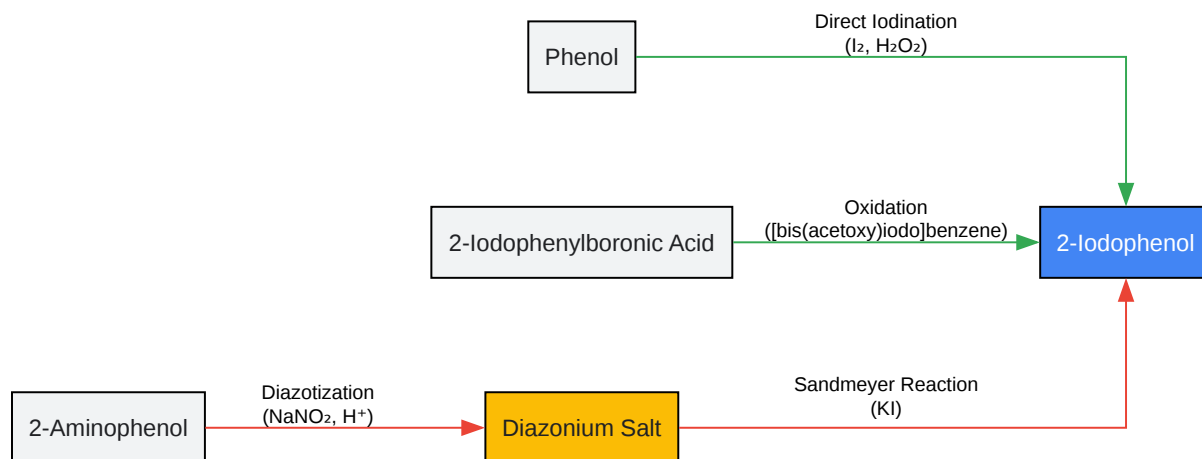 Direct Iodination
(I₂, H₂O₂)
Phenol
Oxidation
([bis(acetoxy)iodo]benzene)
2-Iodophenylboronic Acid
2-Iodophenol
Diazotization
(NaNO₂, H⁺)
Sandmeyer Reaction
(KI)
2-Aminophenol
Diazonium Salt